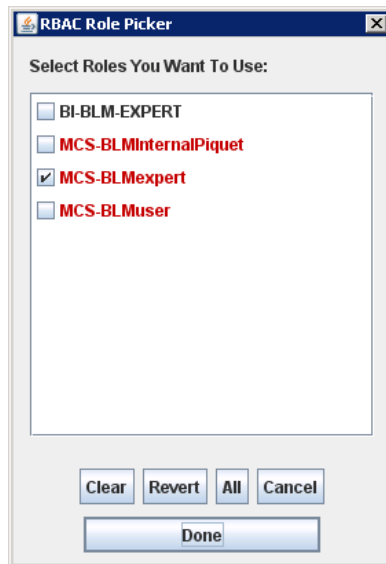 RBAC Role Picker
Select Roles You Want To Use:
BI-BLM-EXPERT
MCS-BLMInternalPiquet
MCS-BLMexpert
MCS-BLMuser
Clear Revert All Cancel
Done